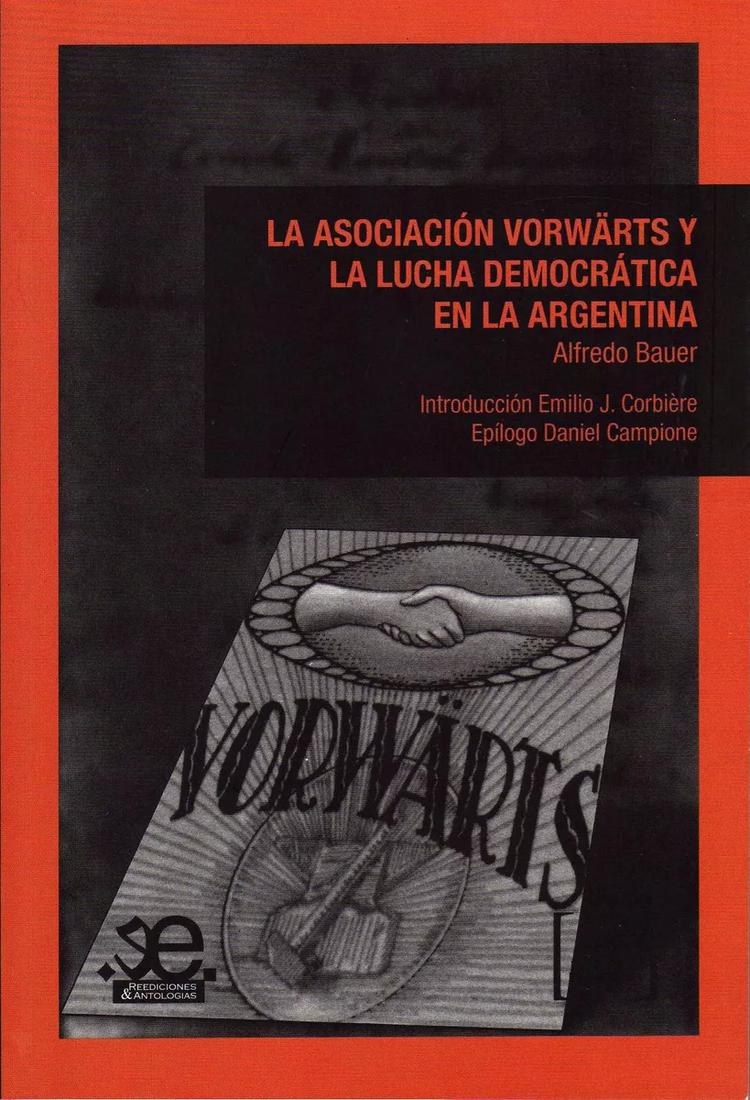 LA ASOCIACIÓN VORWÄRTS Y
LA LUCHA DEMOCRÁTICA
EN LA ARGENTINA
Alfredo Bauer
Introducción Emilio J. Corbière
Epílogo Daniel Campione
VORWÄRTS
.se.
REEDICIONES
& ANTOLOGIAS